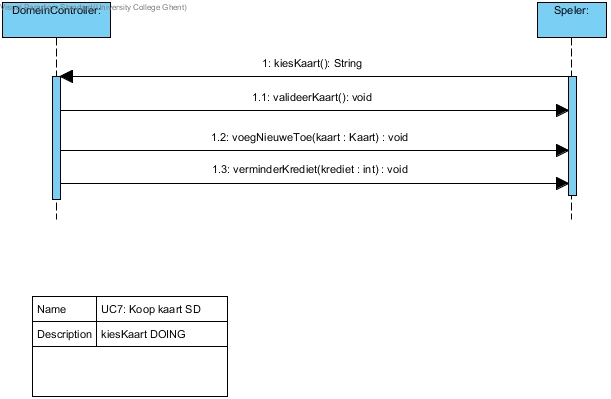 University College Ghent)
DomeinController:
Speler:
1: kiesKaart(): String
1.1: valideerKaart(): void
1.2: voegNieuweToe(kaart : Kaart) : void
1.3: verminderKrediet(krediet : int) : void
Name
UC7: Koop kaart SD
Description
kiesKaart DOING